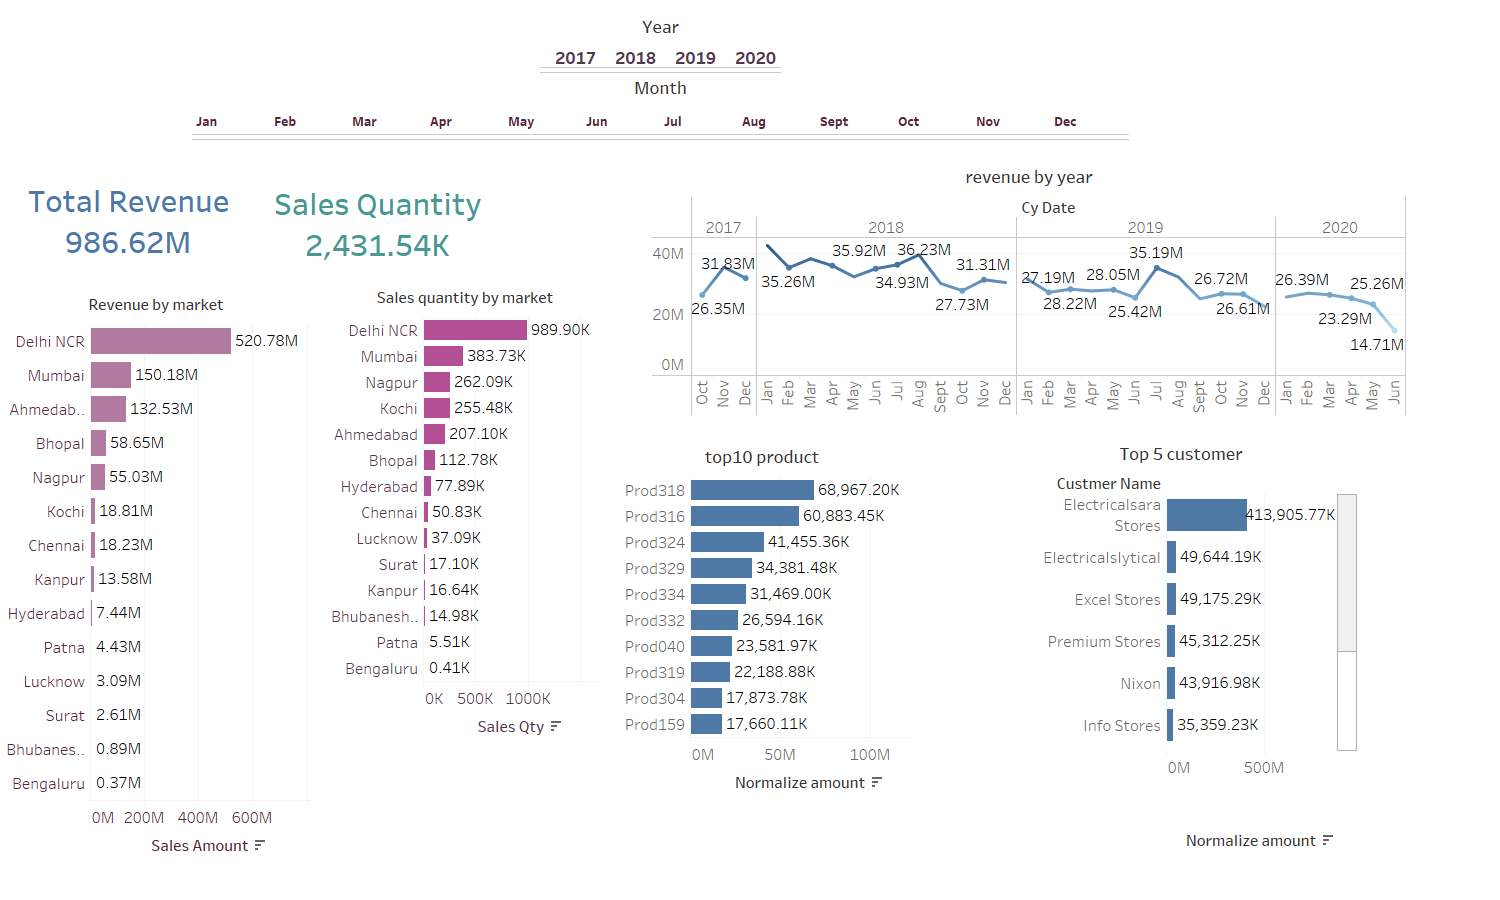 Year
2017 2018 2019 2020
Month
Jan Feb Mar Apr May Jun Jul Aug Sept Oct Nov Dec
Total Revenue
986.62M
Sales Quantity
2,431.54K
Revenue by market
Delhi NCR 520.78M
Mumbai 150.18M
Ahmedab.. 132.53M
Bhopal 58.65M
Nagpur 55.03M
Kochi 18.81M
Chennai 18.23M
Kanpur 13.58M
Hyderabad 7.44M
Patna 4.43M
Lucknow 3.09M
Surat 2.61M
Bhubanes.. 0.89M
Bengaluru 0.37M
0M 200M 400M 600M
Sales Amount
Sales quantity by market
Delhi NCR 989.90K
Mumbai 383.73K
Nagpur 262.09K
Kochi 255.48K
Ahmedabad 207.10K
Bhopal 112.78K
Hyderabad 77.89K
Chennai 50.83K
Lucknow 37.09K
Surat 17.10K
Kanpur 16.64K
Bhubanesh.. 14.98K
Patna 5.51K
Bengaluru 0.41K
0K 500K 1000K
Sales Qty
revenue by year
Cy Date
2017 2018 2019 2020
40M
20M
0M
26.35M 31.83M 35.26M 35.92M 34.93M 36.23M 27.73M 31.31M 27.19M 28.22M 28.05M 25.42M 35.19M 26.72M 26.61M 26.39M 23.29M 25.26M 14.71M
Oct Nov Dec Jan Feb Mar Apr May Jun Jul Aug Sept Oct Nov Dec Jan Feb Mar Apr May Jun Jul Aug Sept Oct Nov Dec Jan Feb Mar Apr May Jun
top10 product
Prod318 68,967.20K
Prod316 60,883.45K
Prod324 41,455.36K
Prod329 34,381.48K
Prod334 31,469.00K
Prod332 26,594.16K
Prod040 23,581.97K
Prod319 22,188.88K
Prod304 17,873.78K
Prod159 17,660.11K
0M 50M 100M
Normalize amount
Top 5 customer
Custmer Name
Electricalsara
Stores 413,905.77K
Electricalslytical 49,644.19K
Excel Stores 49,175.29K
Premium Stores 45,312.25K
Nixon 43,916.98K
Info Stores 35,359.23K
0M 500M
Normalize amount